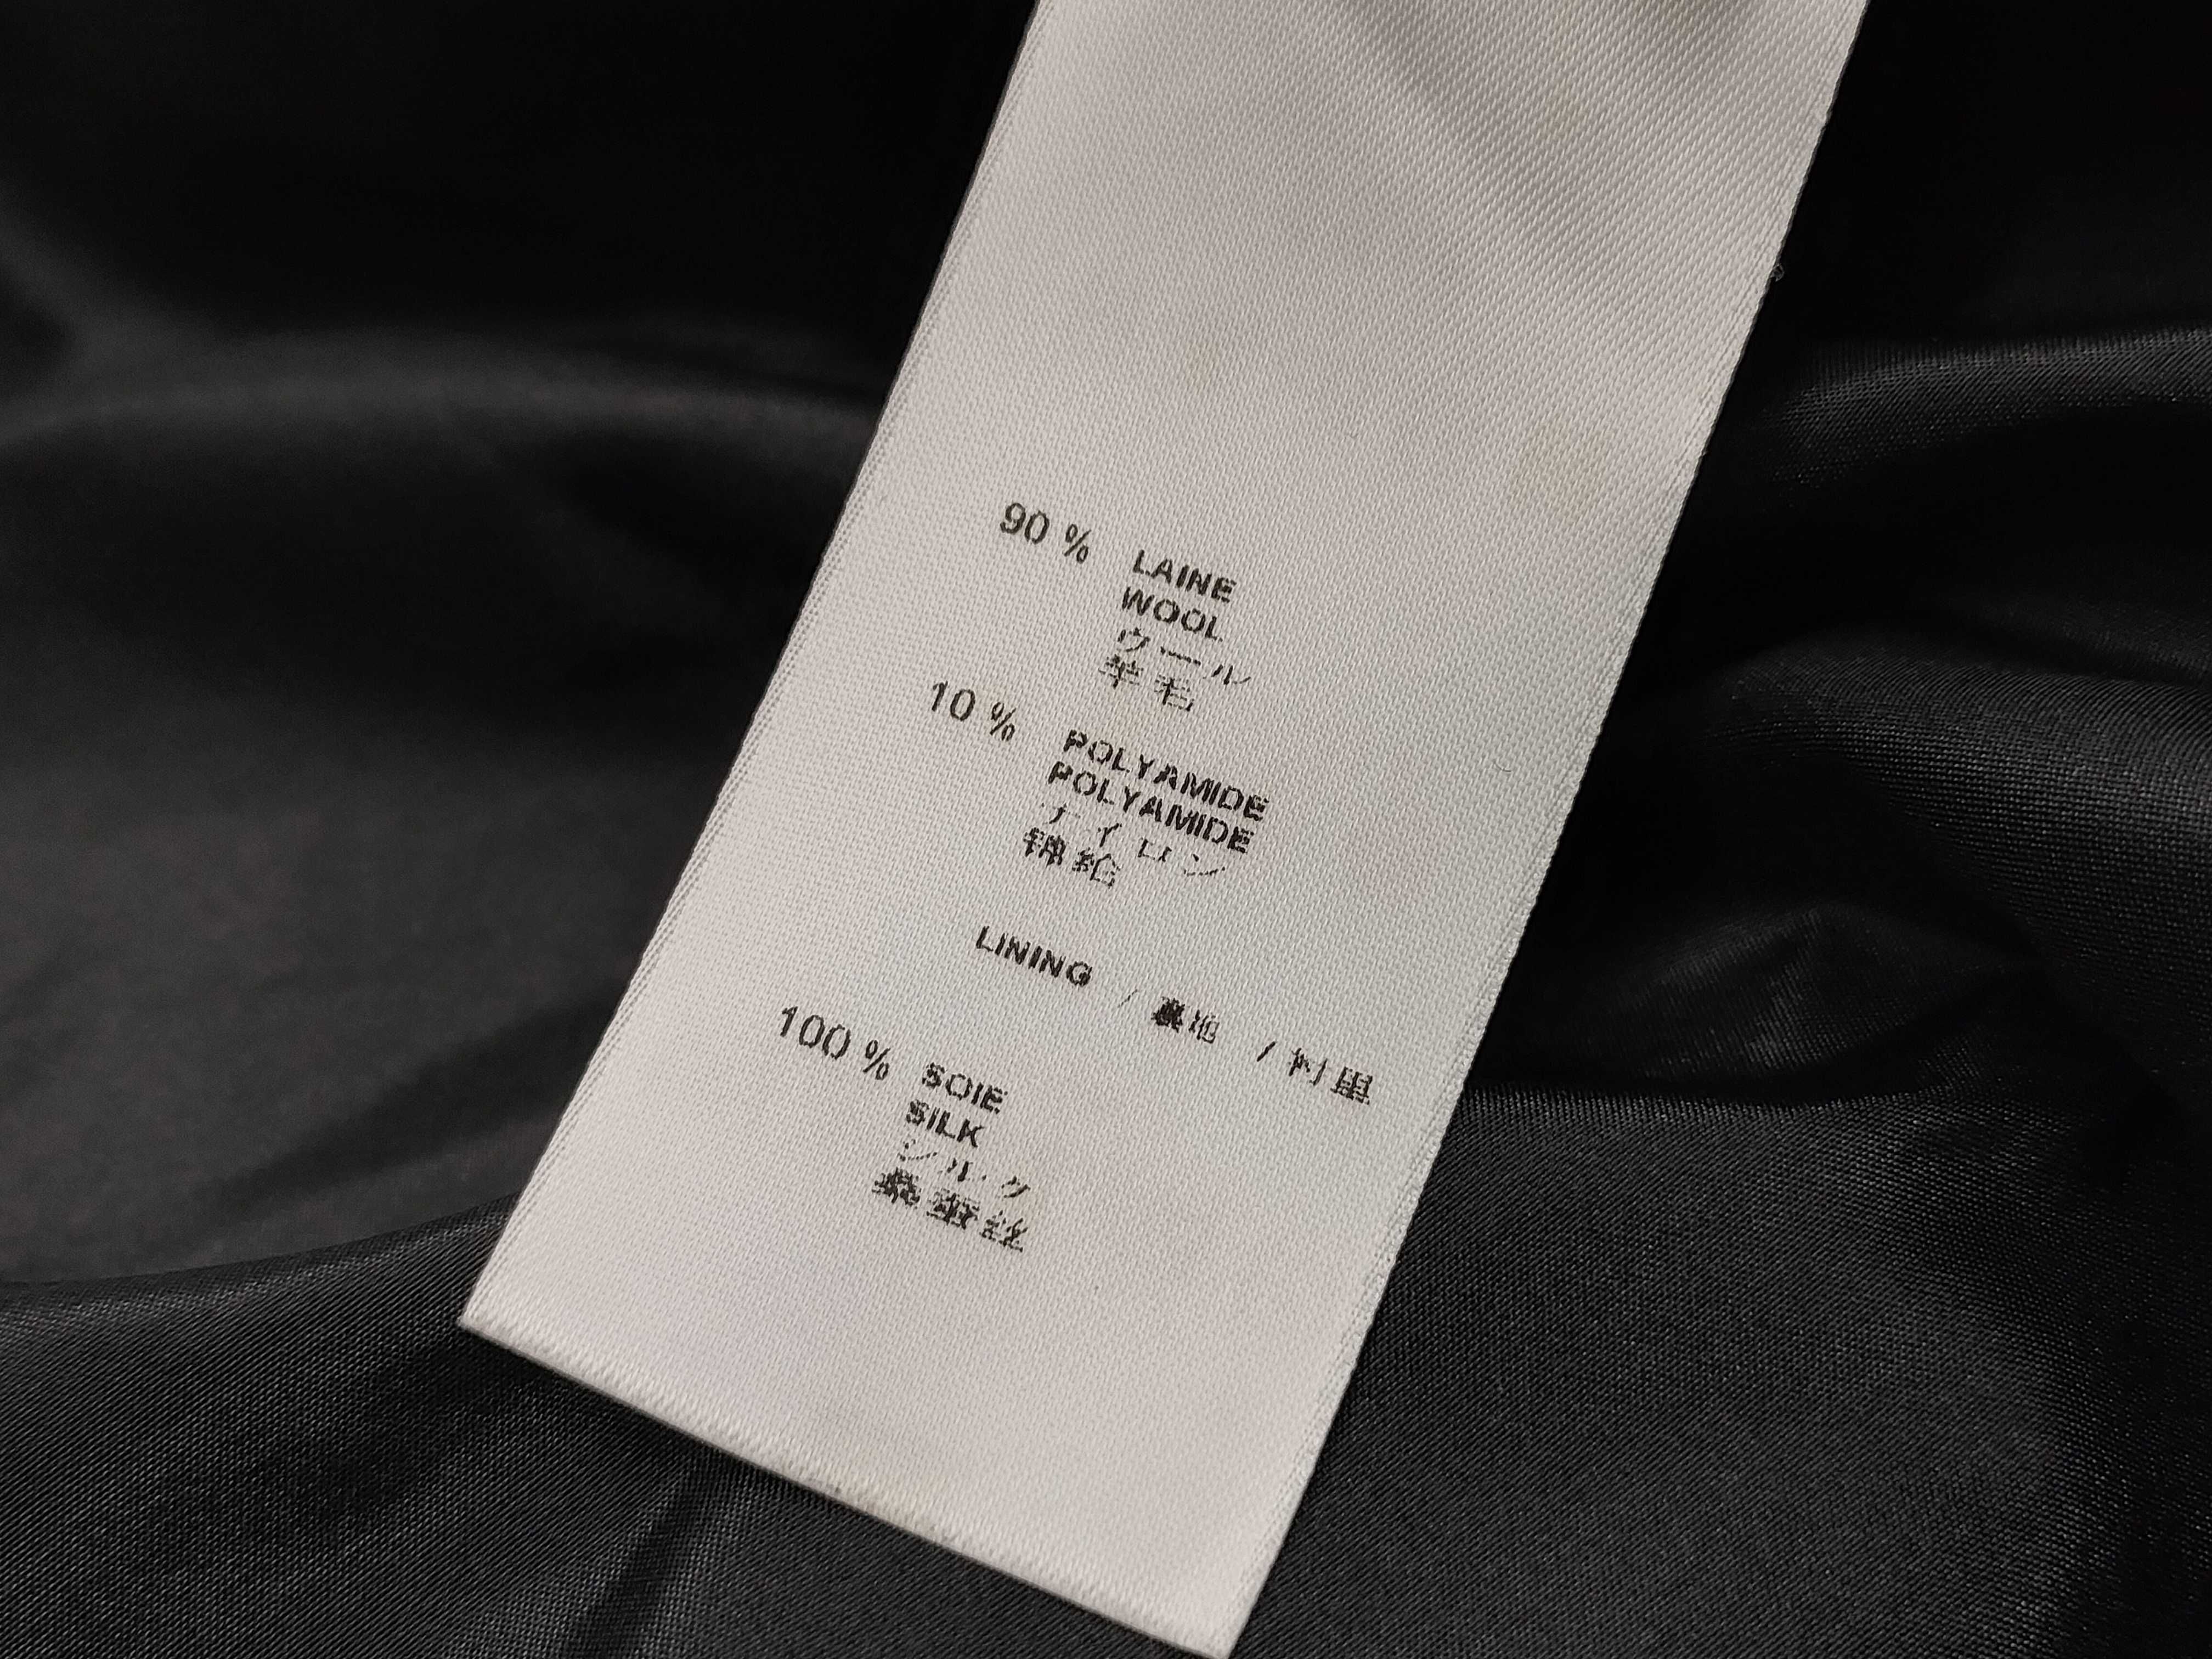 90 % LAINE
WOOL
ウール
羊毛
10 % POLYAMIDE
POLYAMIDE
ナイロン
锦纶
LINING / 裏地 / 衬里
100 % SOIE
SILK
シルク
桑蚕丝